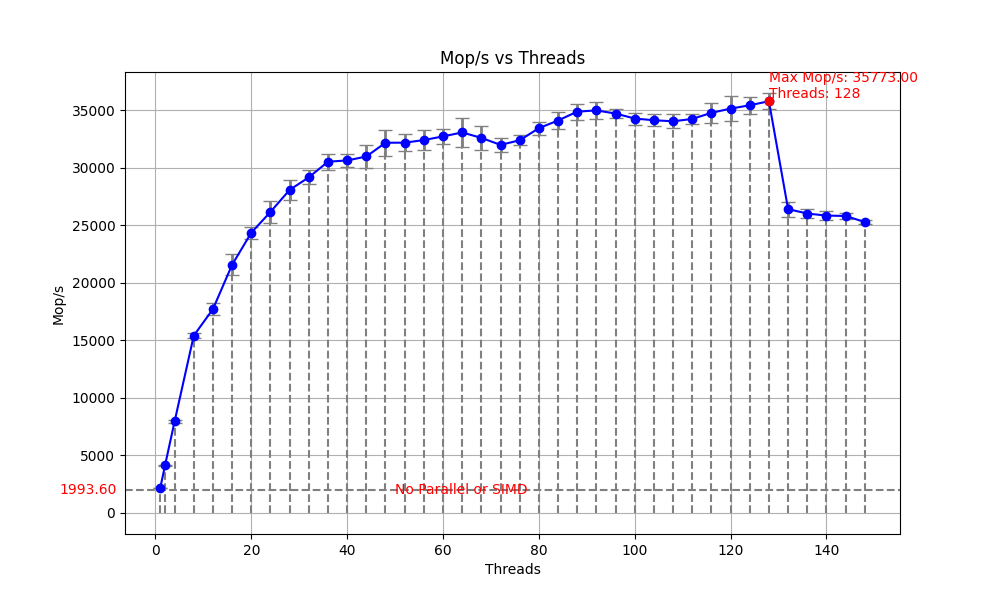 Mop/s vs Threads
Max Mop/s: 35773.00
Threads: 128
35000
30000
25000
20000
15000
10000
5000
1993.60
0
No Parallel or SIMD
Mop/s
0 20 40 60 80 100 120 140
Threads